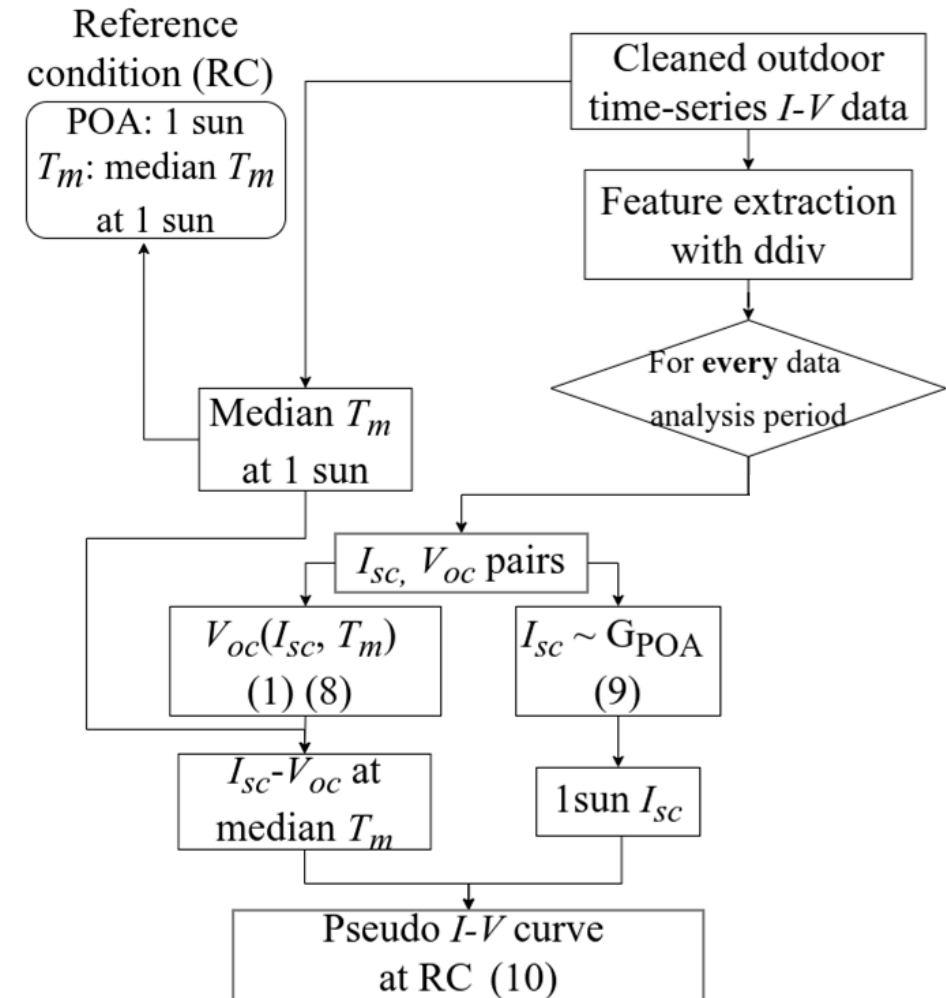 Reference
condition (RC)
POA: 1 sun
Tm: median Tm
at 1 sun
Cleaned outdoor
time-series I-V data
Feature extraction
with ddiv
For every data
analysis period
Median Tm
at 1 sun
Isc, Voc pairs
Voc(Isc, Tm)
(1) (8)
Isc ~ GPOA
(9)
Isc-Voc at
median Tm
1sun Isc
Pseudo I-V curve
at RC (10)